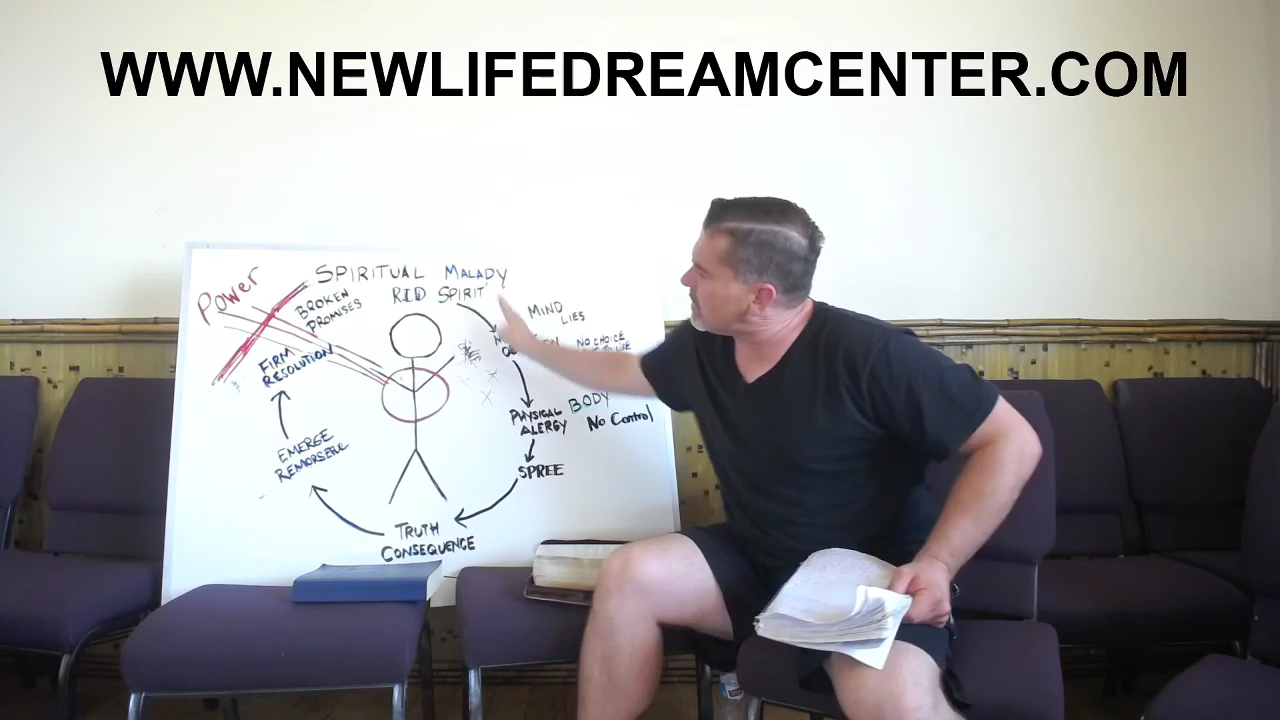 WWW.NEWLIFEDREAMCENTER.COM
Power
SPIRITUAL MALADY
RID SPIRIT
BROKEN
PROMISES
MIND
LIES
NO CHOICE
FIRM
RESOLUTION
PHYSICAL
ALERGY
BODY
No Control
SPREE
EMERGE
REMORSEFUL
TRUTH
CONSEQUENCE